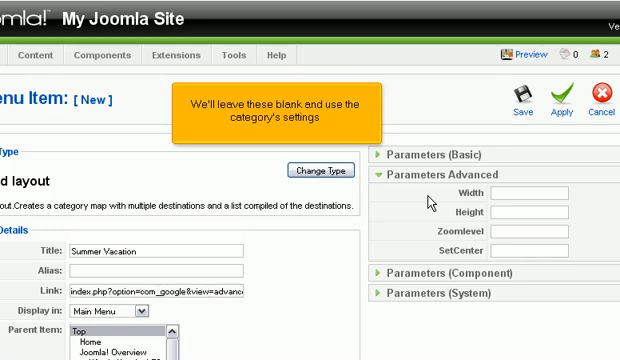 My Joomla Site
Content Components Extensions Tools Help
Preview 0 2
[ New ]
Save Apply Cancel
We'll leave these blank and use the
category's settings
Type
Change Type
layout
Creates a category map with multiple destinations and a list compiled of the destinations.
Details
Title: Summer Vacation
Alias:
Link: index.php?option=com_google&view=advanc
Display in: Main Menu
Parent Item: Top
Home
Joomla! Overview
Parameters (Basic)
Parameters Advanced
Width
Height
Zoomlevel
SetCenter
Parameters (Component)
Parameters (System)